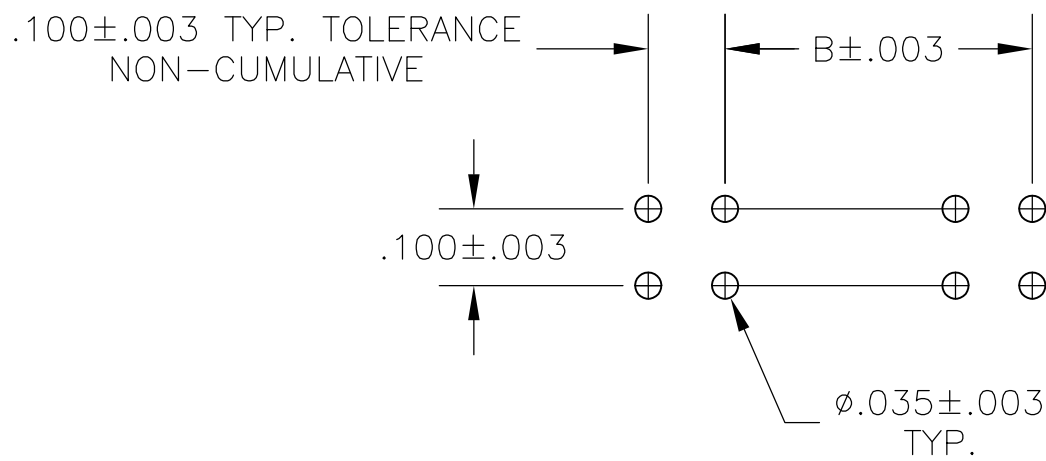 .100±.003 TYP. TOLERANCE
NON-CUMULATIVE
B±.003
.100±.003
⌀.035±.003
TYP.